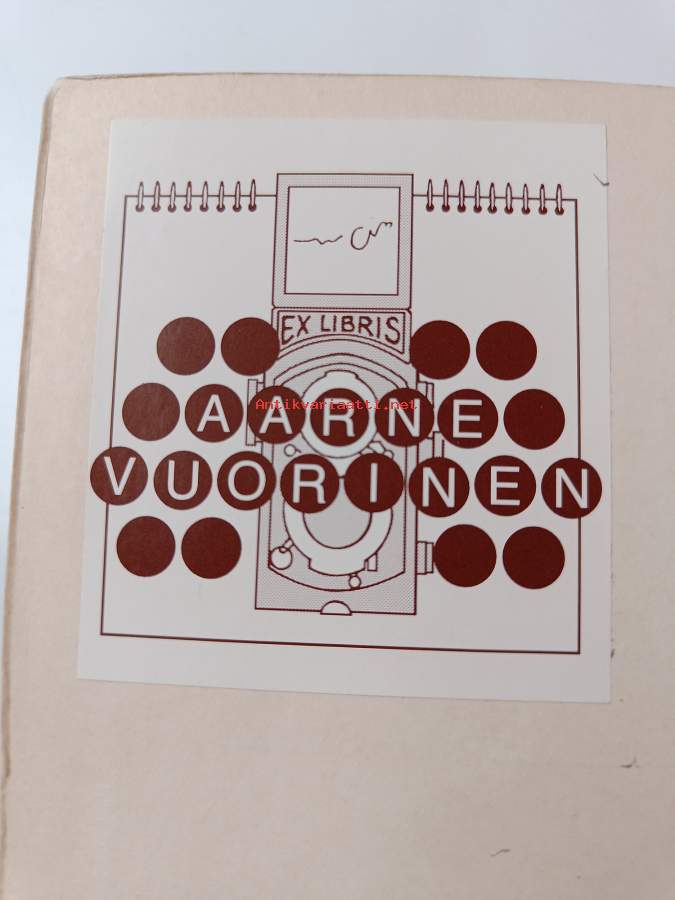 EX LIBRIS
AARNE
Antikvariaatti.net
VUORINEN